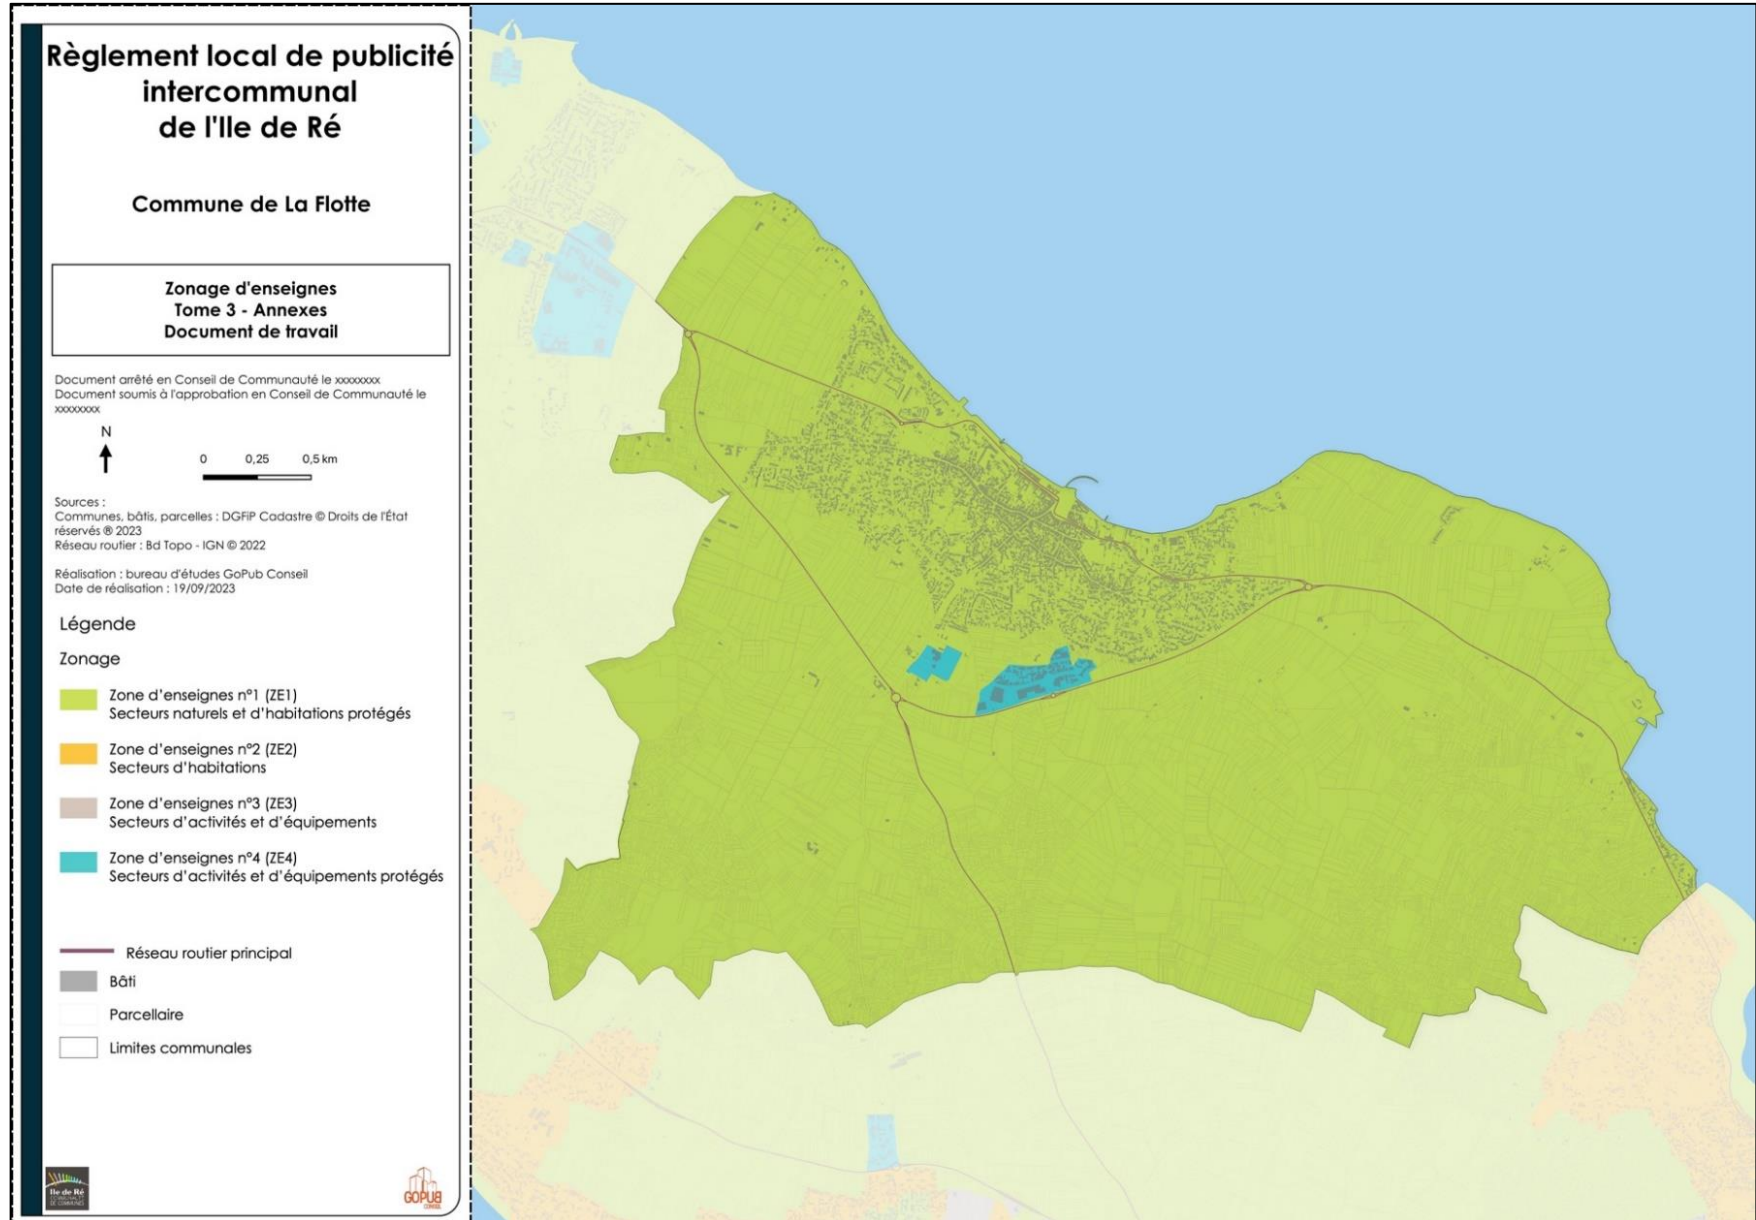 Règlement local de publicité
intercommunal
de l'Ile de Ré
Commune de La Flotte
Zonage d'enseignes
Tome 3 - Annexes
Document de travail
Document arrêté en Conseil de Communauté le xxxxxxxx
Document soumis à l'approbation en Conseil de Communauté le
xxxxxxxx
N
0 0,25 0,5 km
Sources :
Communes, bâtis, parcelles : DGFiP Cadastre © Droits de l'État
réservés ® 2023
Réseau routier : Bd Topo - IGN © 2022
Réalisation : bureau d'études GoPub Conseil
Date de réalisation : 19/09/2023
Légende
Zonage
Zone d'enseignes n°1 (ZE1)
Secteurs naturels et d'habitations protégés
Zone d'enseignes n°2 (ZE2)
Secteurs d'habitations
Zone d'enseignes n°3 (ZE3)
Secteurs d'activités et d'équipements
Zone d'enseignes n°4 (ZE4)
Secteurs d'activités et d'équipements protégés
Réseau routier principal
Bâti
Parcellaire
Limites communales
Ile de Ré
COMMUNAUTÉ
DE COMMUNES
GOPUB
CONSEIL